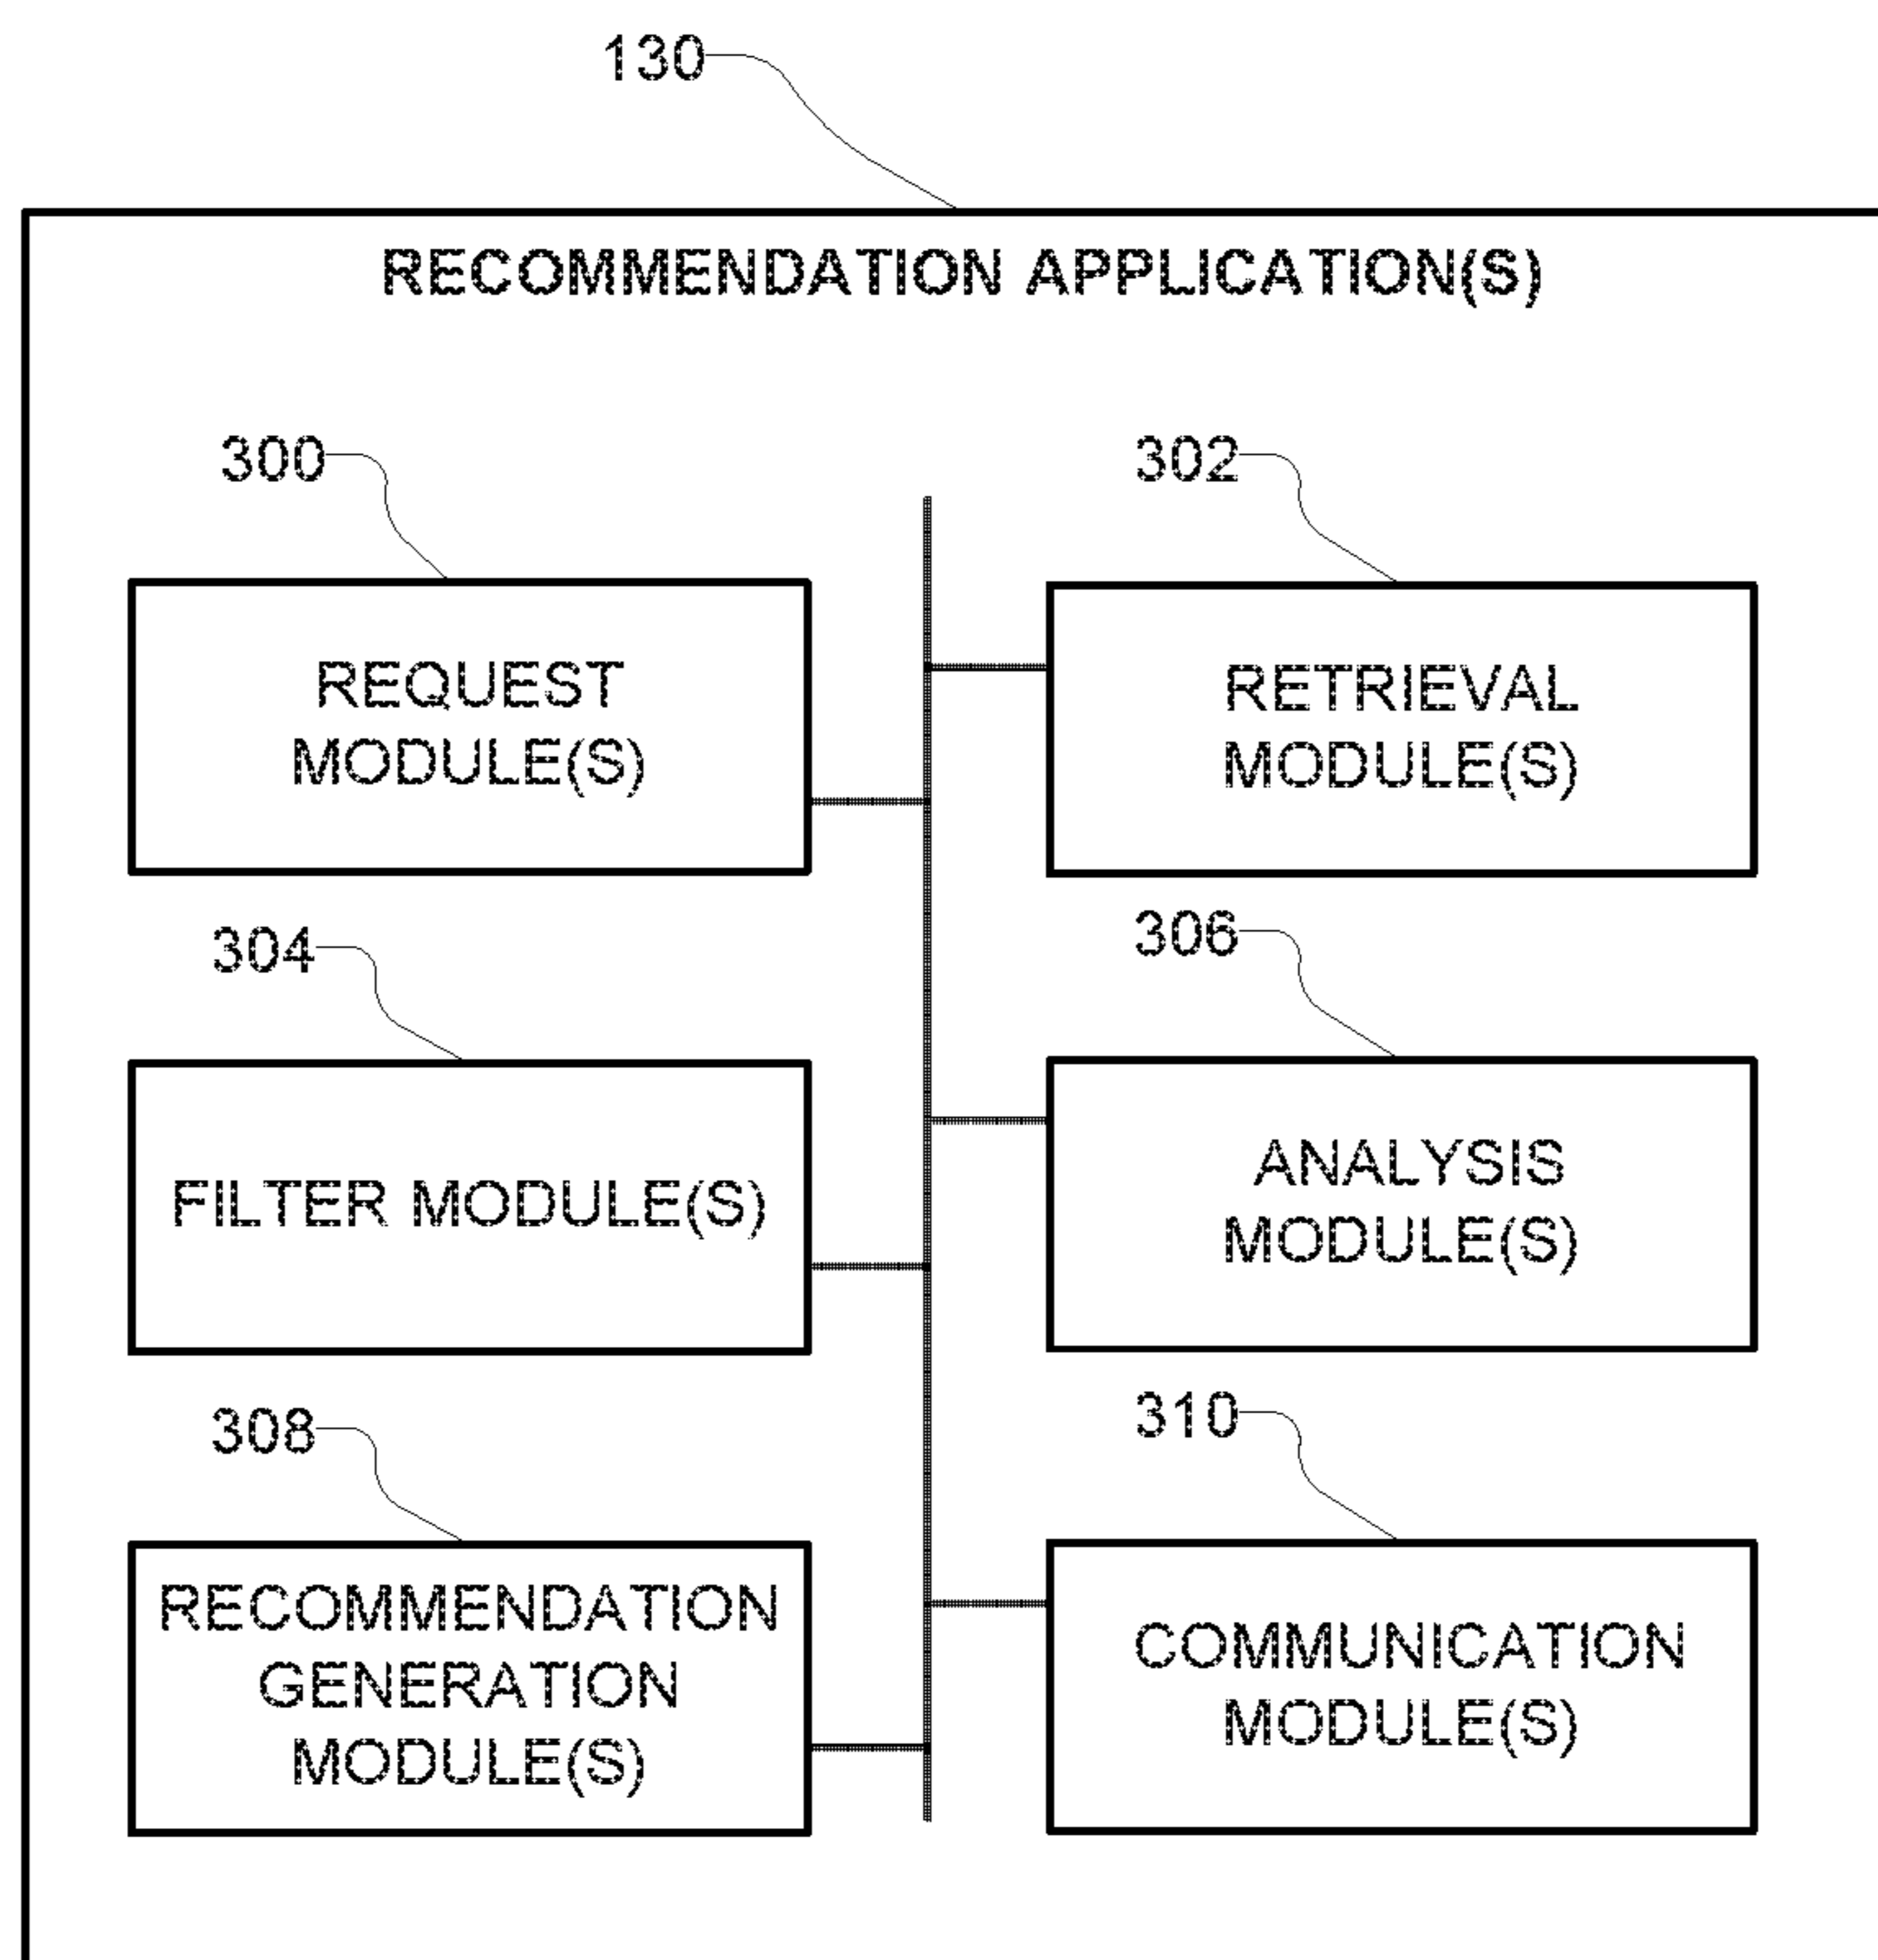 130
RECOMMENDATION APPLICATION(S)
300
302
REQUEST
MODULE(S)
RETRIEVAL
MODULE(S)
304
306
FILTER MODULE(S)
ANALYSIS
MODULE(S)
308
310
RECOMMENDATION
GENERATION
MODULE(S)
COMMUNICATION
MODULE(S)